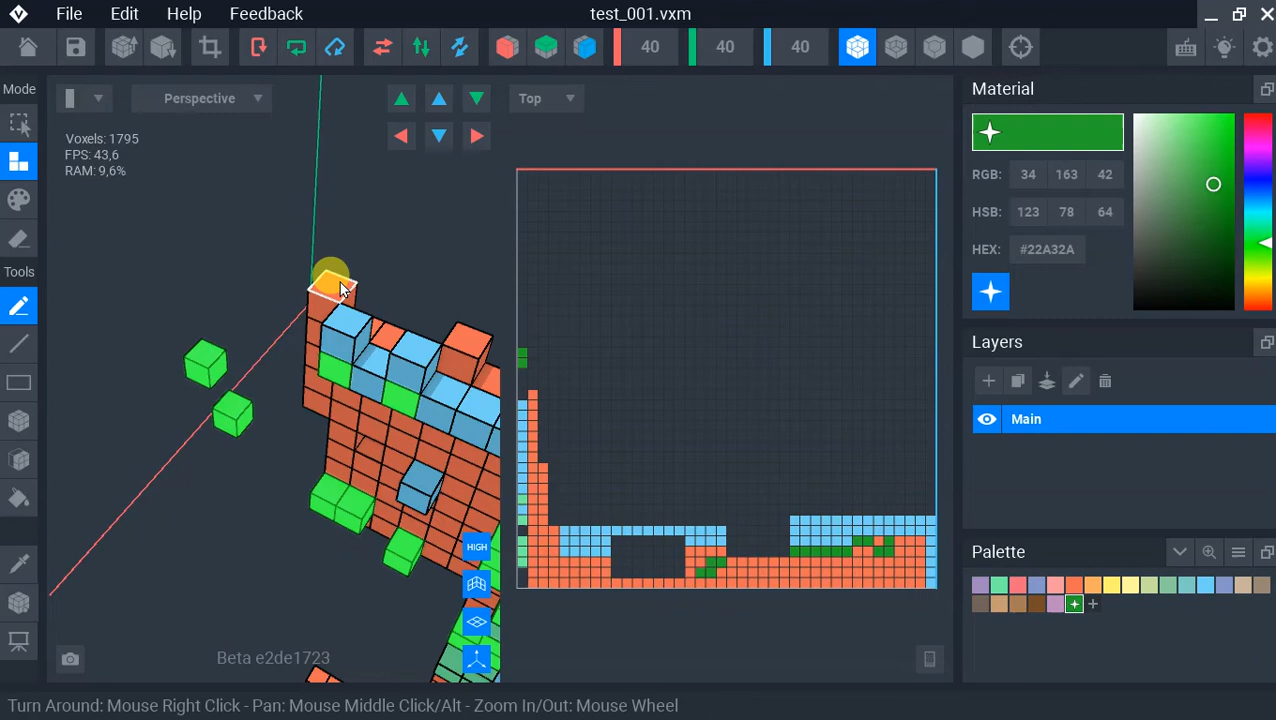 File Edit Help Feedback test_001.vxm
40 40 40
Mode
Perspective Top
Voxels: 1795
FPS: 43,6
RAM: 9,6%
Tools
HIGH
Beta e2de1723
Material
RGB: 34 163 42
HSB: 123 78 64
HEX: #22A32A
Layers
Main
Palette
Turn Around: Mouse Right Click - Pan: Mouse Middle Click/Alt - Zoom In/Out: Mouse Wheel